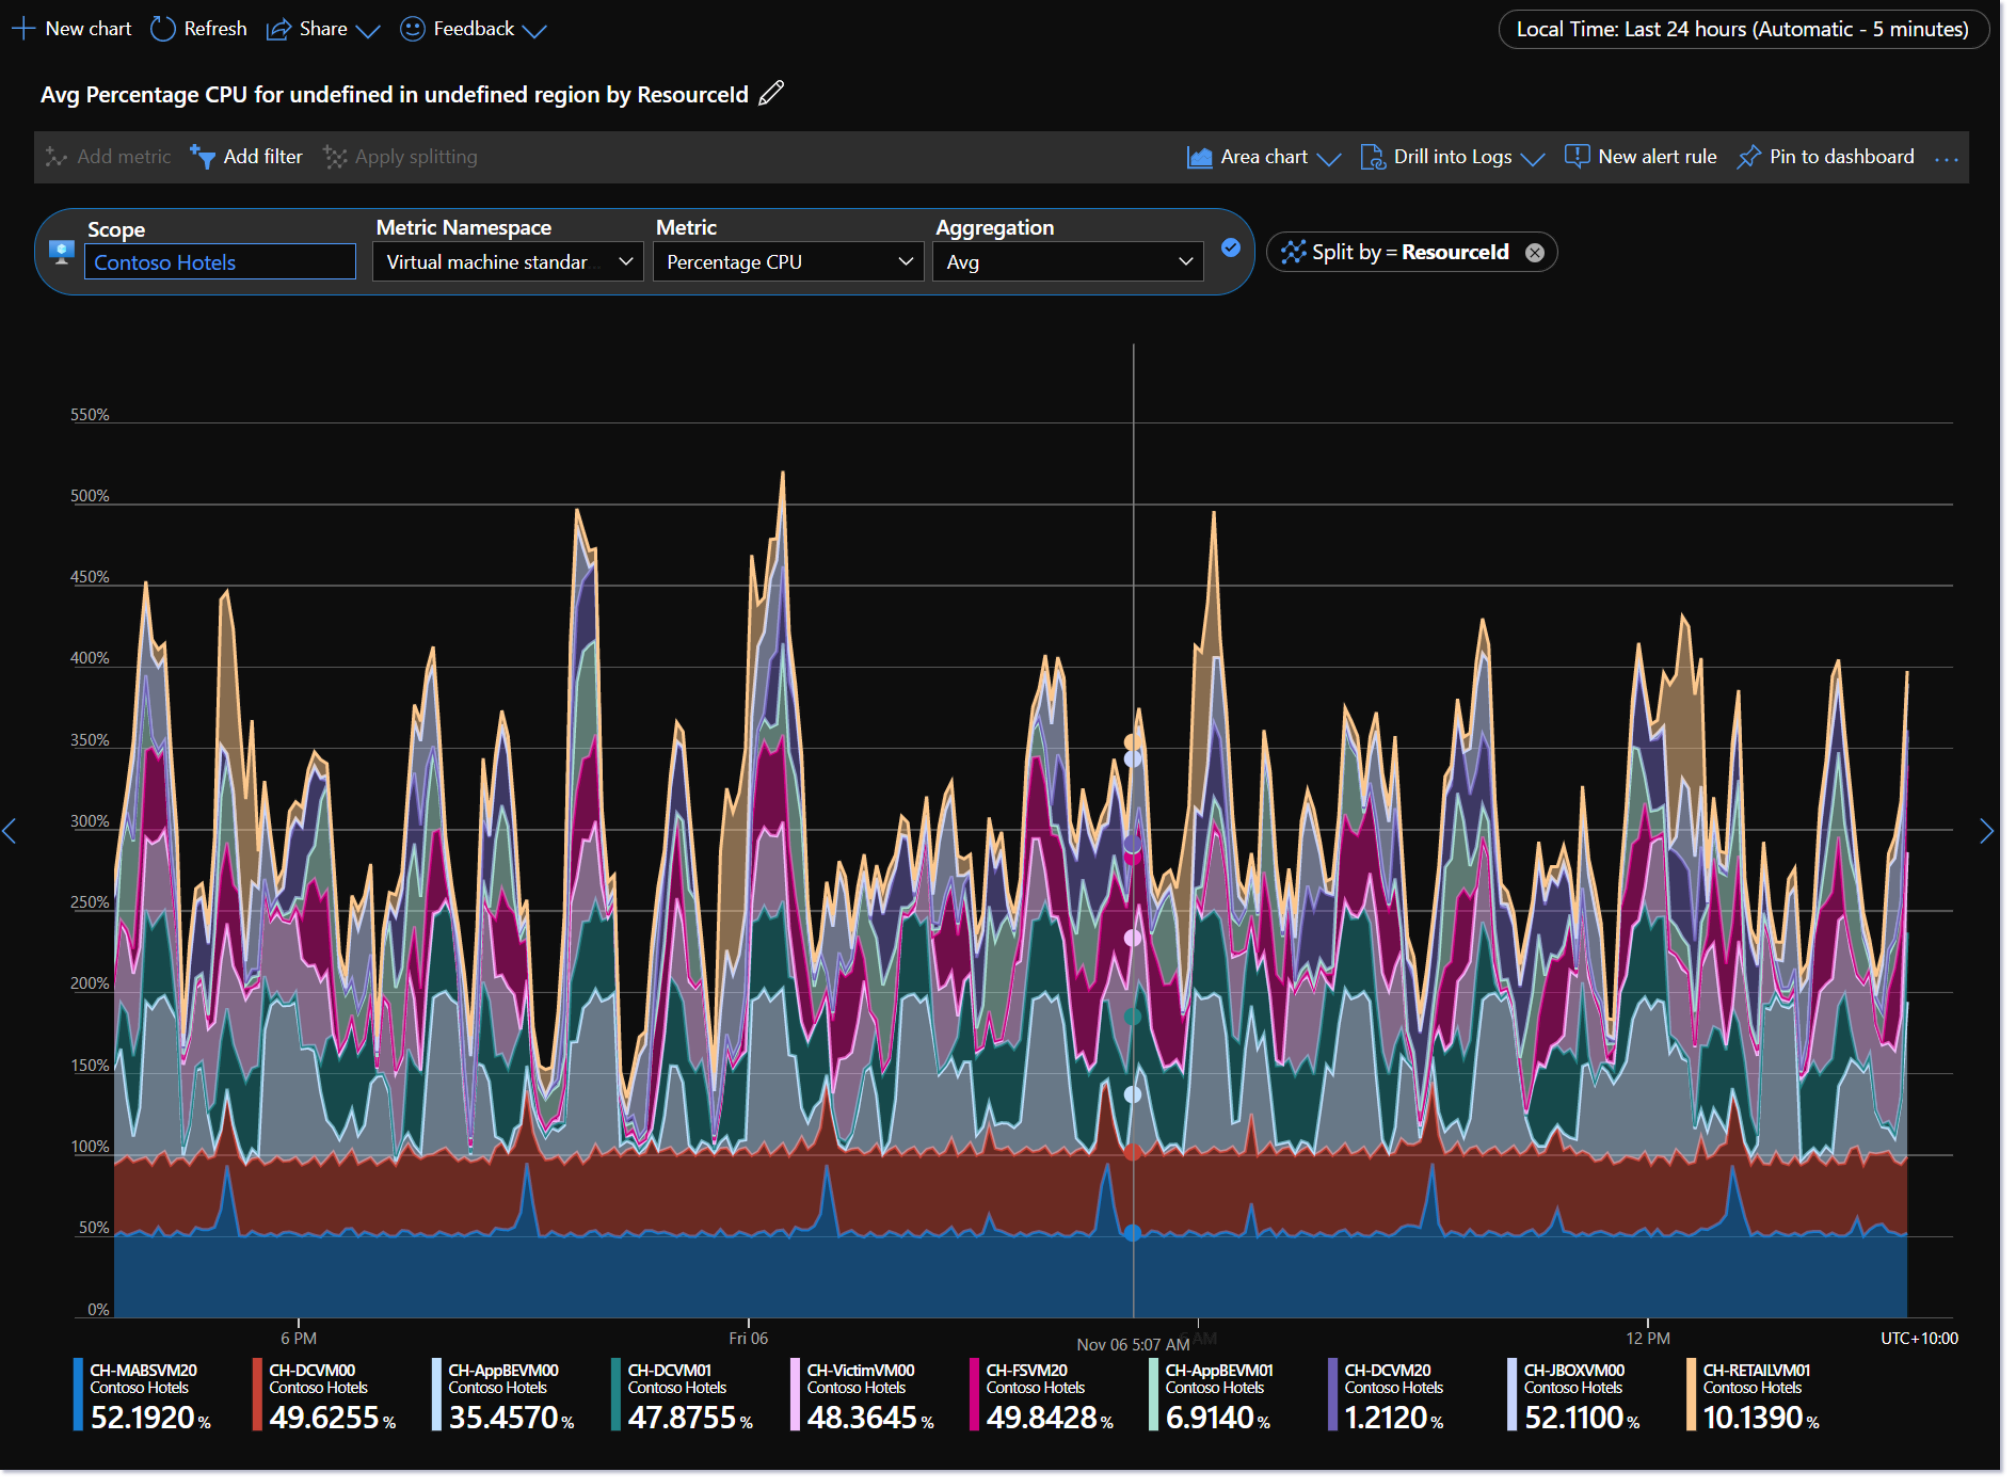 New chart Refresh Share Feedback Local Time: Last 24 hours (Automatic - 5 minutes)
Avg Percentage CPU for undefined in undefined region by ResourceId
Add metric Add filter Apply splitting Area chart Drill into Logs New alert rule Pin to dashboard ...
Scope Metric Namespace Metric Aggregation
Contoso Hotels Virtual machine standar... Percentage CPU Avg Split by = ResourceId
550%
500%
450%
400%
350%
300%
250%
200%
150%
100%
50%
0%
6 PM Fri 06 Nov 06 5:07 AM 6 AM 12 PM UTC+10:00
CH-MABSVM20 CH-DCVM00 CH-AppBEVM00 CH-DCVM01 CH-VictimVM00 CH-FSVM20 CH-AppBEVM01 CH-DCVM20 CH-JBOXVM00 CH-RETAILVM01
Contoso Hotels Contoso Hotels Contoso Hotels Contoso Hotels Contoso Hotels Contoso Hotels Contoso Hotels Contoso Hotels Contoso Hotels Contoso Hotels
52.1920 % 49.6255 % 35.4570 % 47.8755 % 48.3645 % 49.8428 % 6.9140 % 1.2120 % 52.1100 % 10.1390 %